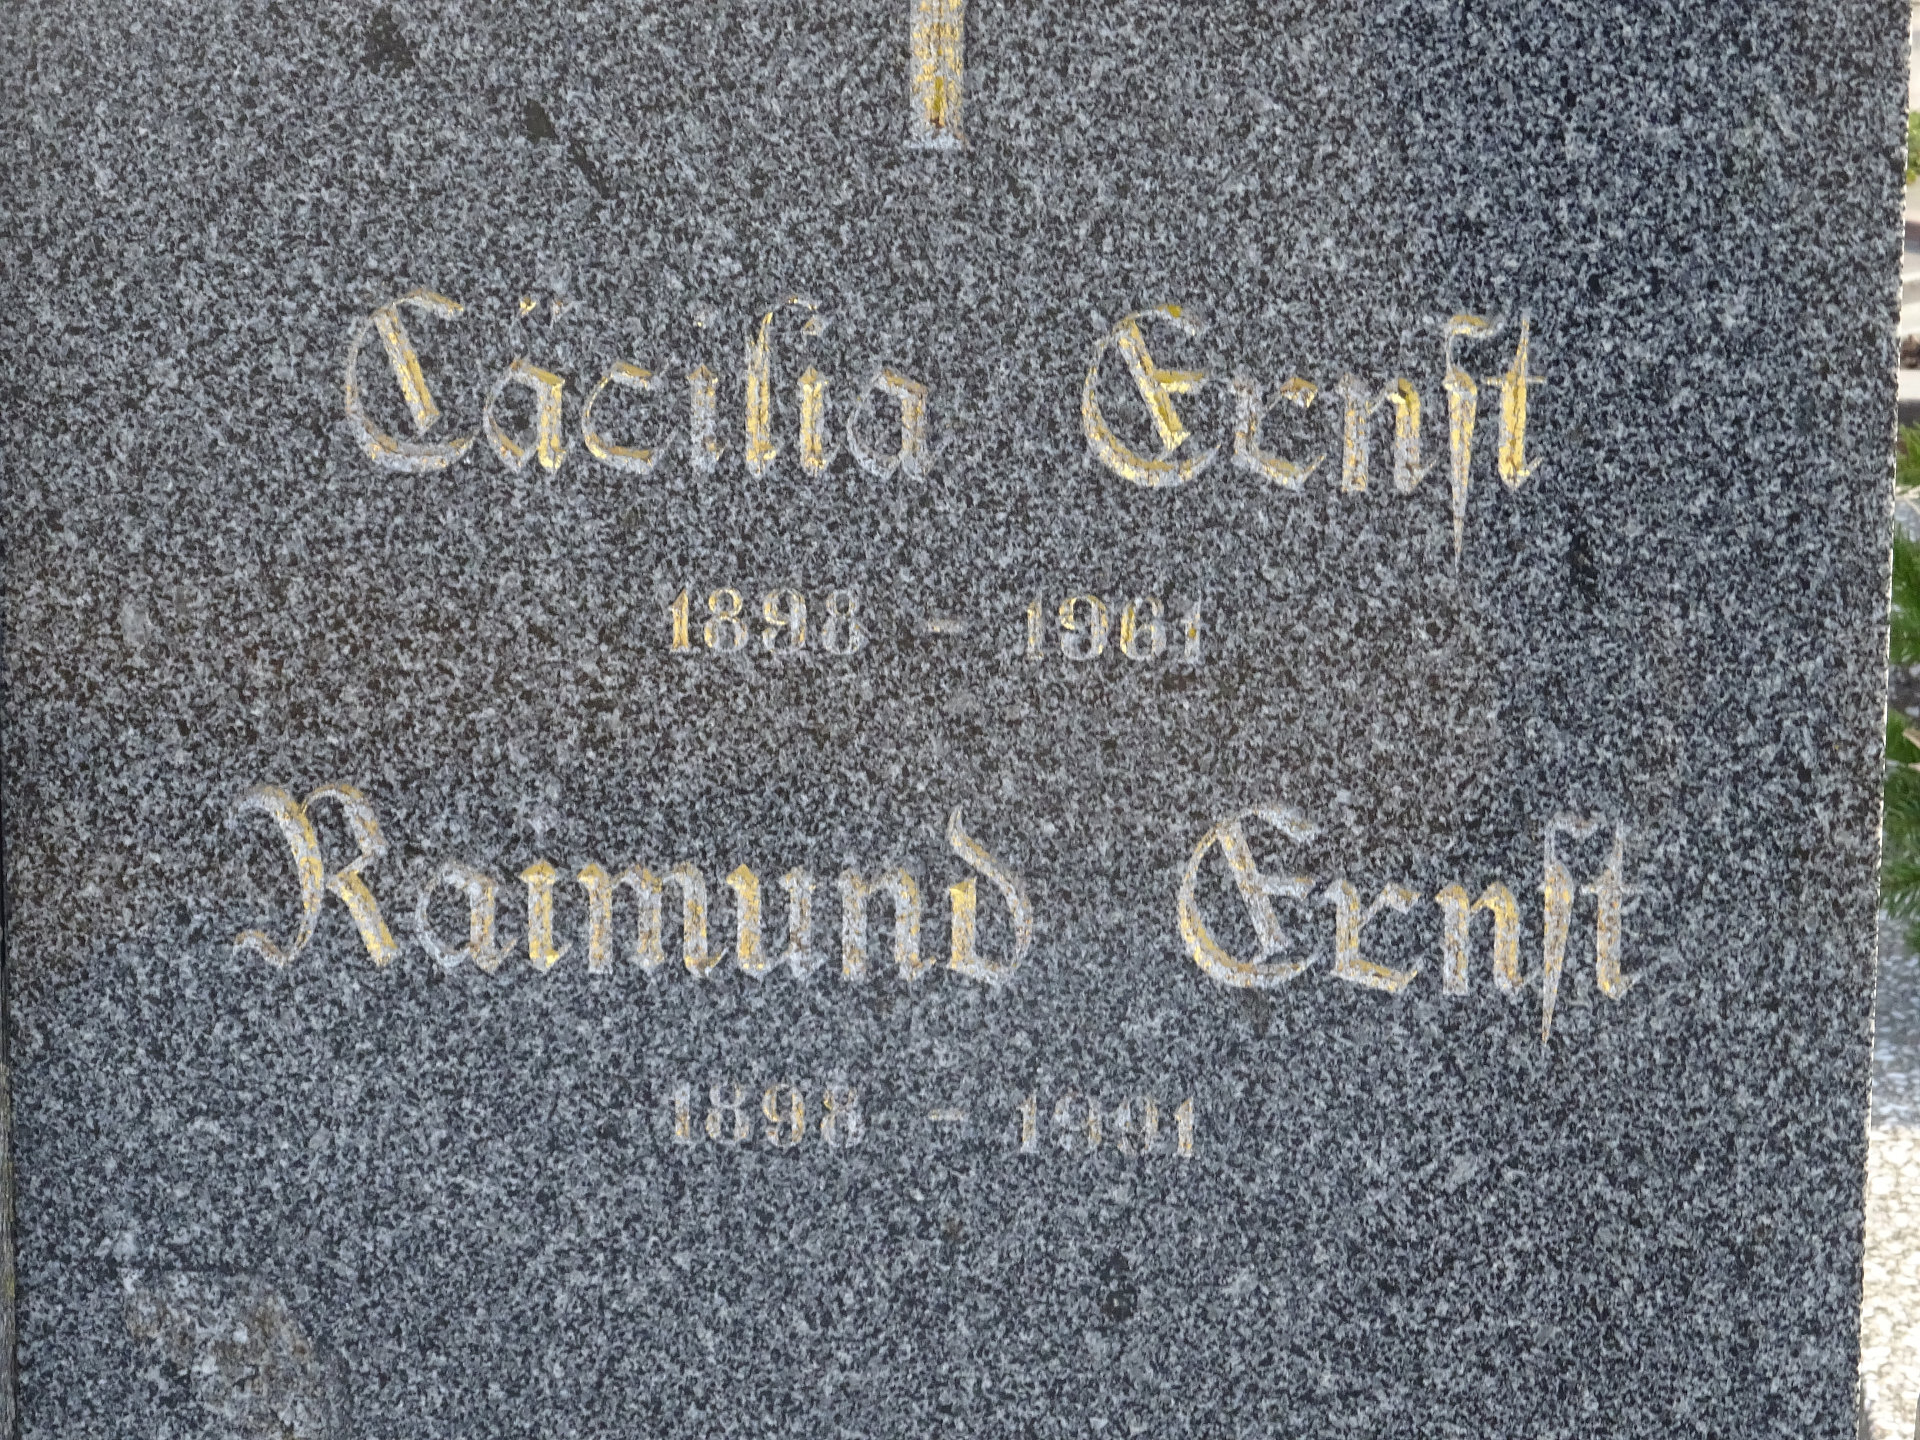 Cäcilia Ernst
1898 - 1961
Raimund Ernst
1898 - 1991